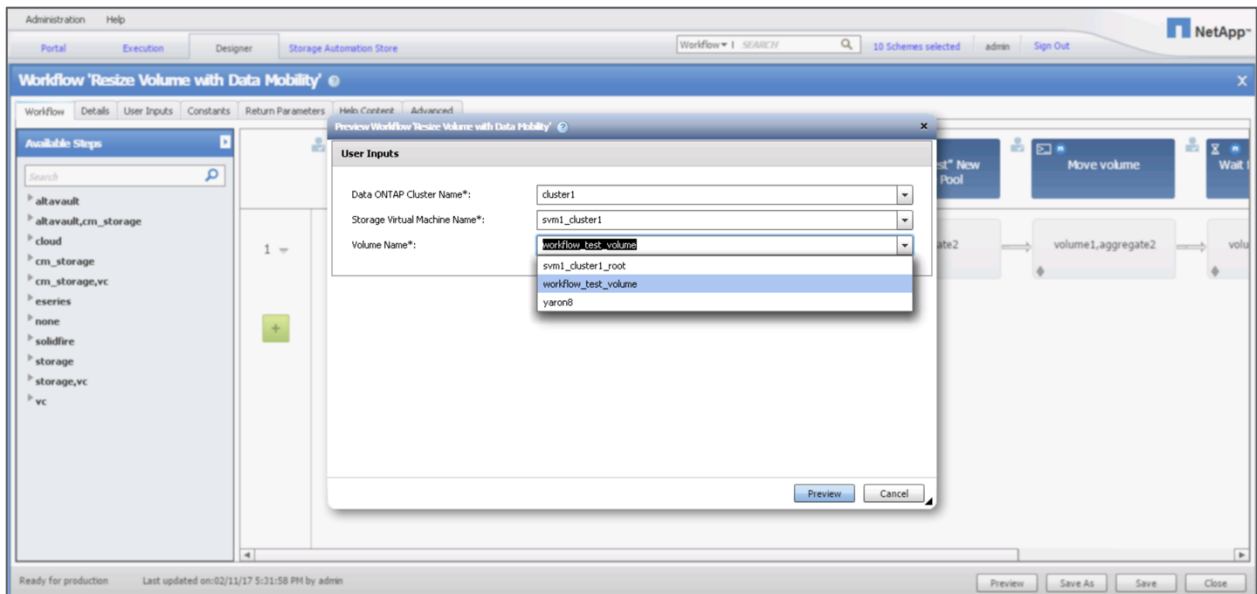 Administration Help
NetApp
Portal Execution Designer Storage Automation Store Workflow SEARCH 10 Schemes selected admin Sign Out
Workflow 'Resize Volume with Data Mobility' ? X
Workflow Details User Inputs Constants Return Parameters Help Content Advanced
Preview Workflow 'Resize Volume with Data Mobility' ? x
Available Steps
Search
altavault
altavault,cm_storage
cloud
cm_storage
cm_storage,vc
eseries
none
solidfire
storage
storage,vc
vc
1
+
User Inputs
Data ONTAP Cluster Name*: cluster1
Storage Virtual Machine Name*: svm1_cluster1
Volume Name*: workflow_test_volume
svm1_cluster1_root
workflow_test_volume
yaron8
Preview Cancel
st" New
Pool
Move volume
Wait
ate2
volume1,aggregate2
volu
Ready for production Last updated on:02/11/17 5:31:58 PM by admin Preview Save As Save Close